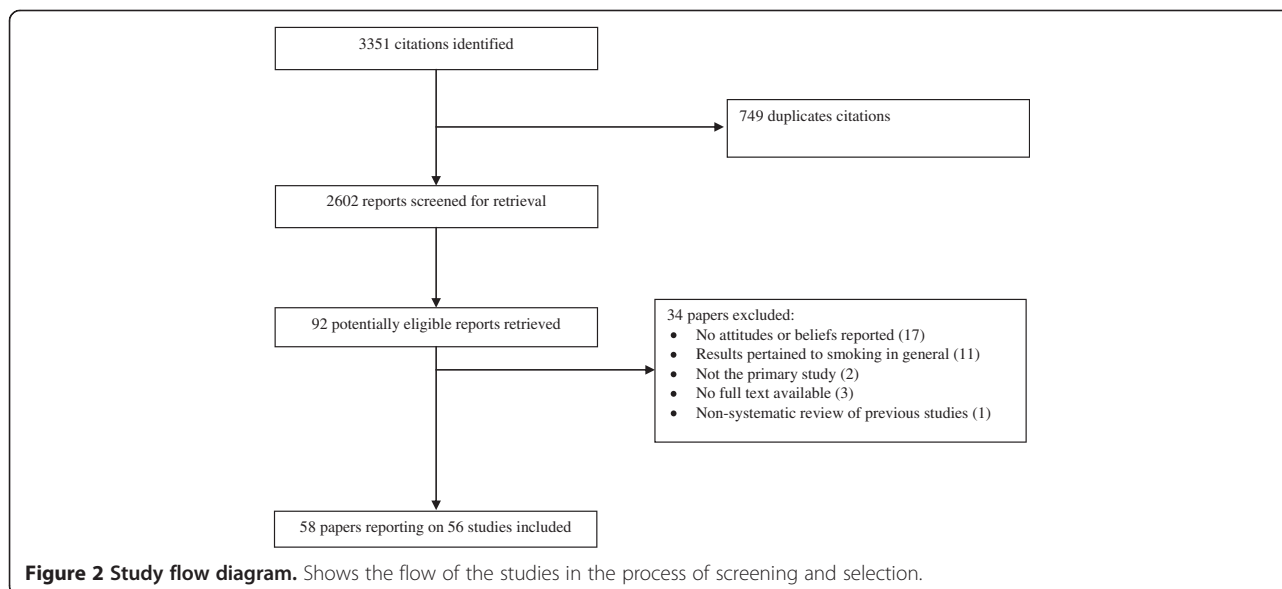 3351 citations identified
749 duplicates citations
2602 reports screened for retrieval
92 potentially eligible reports retrieved
34 papers excluded:
• No attitudes or beliefs reported (17)
• Results pertained to smoking in general (11)
• Not the primary study (2)
• No full text available (3)
• Non-systematic review of previous studies (1)
58 papers reporting on 56 studies included
Figure 2 Study flow diagram. Shows the flow of the studies in the process of screening and selection.